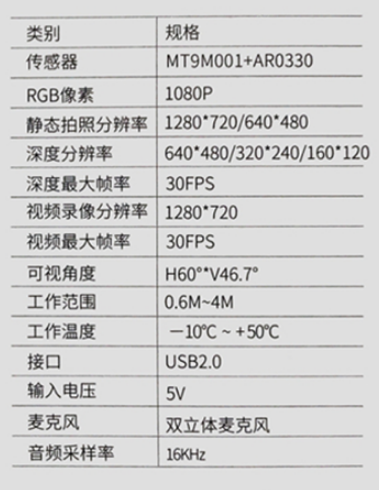 类别 规格
传感器 MT9M001+AR0330
RGB像素 1080P
静态拍照分辨率 1280*720/640*480
深度分辨率 640*480/320*240/160*120
深度最大帧率 30FPS
视频录像分辨率 1280*720
视频最大帧率 30FPS
可视角度 H60°*V46.7°
工作范围 0.6M~4M
工作温度 －10℃ ~ +50℃
接口 USB2.0
输入电压 5V
麦克风 双立体麦克风
音频采样率 16KHz